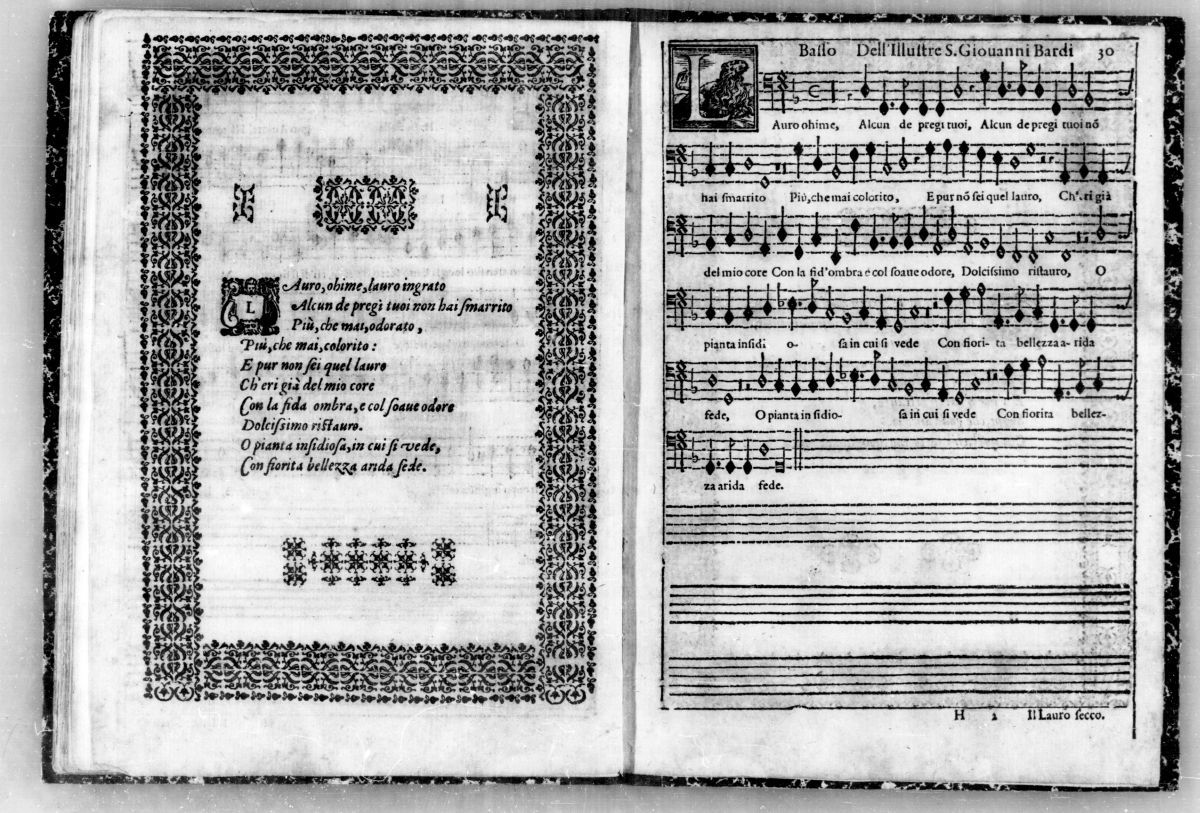 LAuro, ohime, lauro ingrato
Alcun de pregi tuoi non hai ſmarrito
Più, che mai, odorato,
Più, che mai, colorito:
E pur non ſei quel lauro
Ch'eri già del mio core
Con la fida ombra, e col ſoaue odore
Dolciſsimo riſtauro.
O pianta inſidioſa, in cui ſi vede,
Con fiorita bellezza arida fede.
Baſſo Dell'Illuſtre S. Giouanni Bardi 30
LAuro ohime, Alcun de pregi tuoi, Alcun de pregi tuoi nõ
hai ſmarrito Più, che mai colorito, E pur nõ ſei quel lauro, Ch'eri già
del mio core Con la fid'ombra e col ſoaue odore, Dolciſsimo riſtauro, O
pianta inſidi o- ſa in cui ſi vede Con fiori- ta bellezza a- rida
fede, O pianta in ſidio- ſa in cui ſi vede Con fiorita bellez-
za arida fede.
H 2 Il Lauro ſecco.